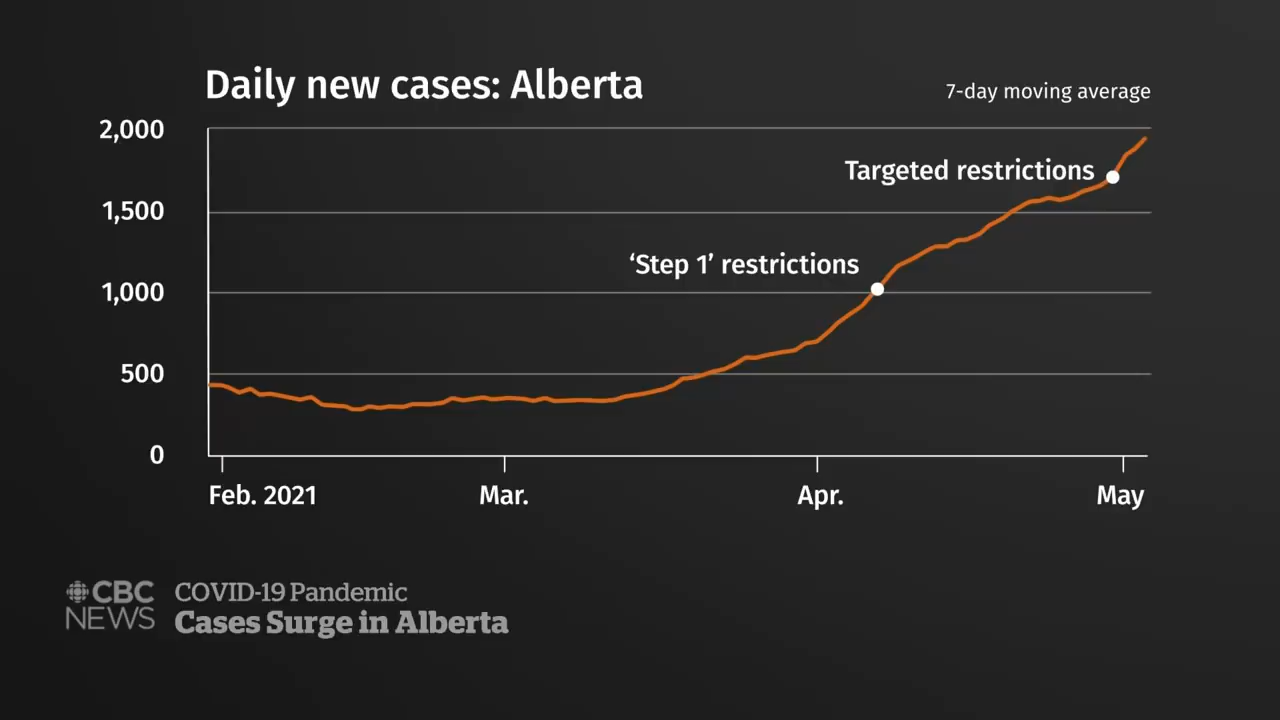 Daily new cases: Alberta
7-day moving average
2,000
Targeted restrictions
1,500
‘Step 1’ restrictions
1,000
500
0
Feb. 2021
Mar.
Apr.
May
CBC
NEWS
COVID-19 Pandemic
Cases Surge in Alberta